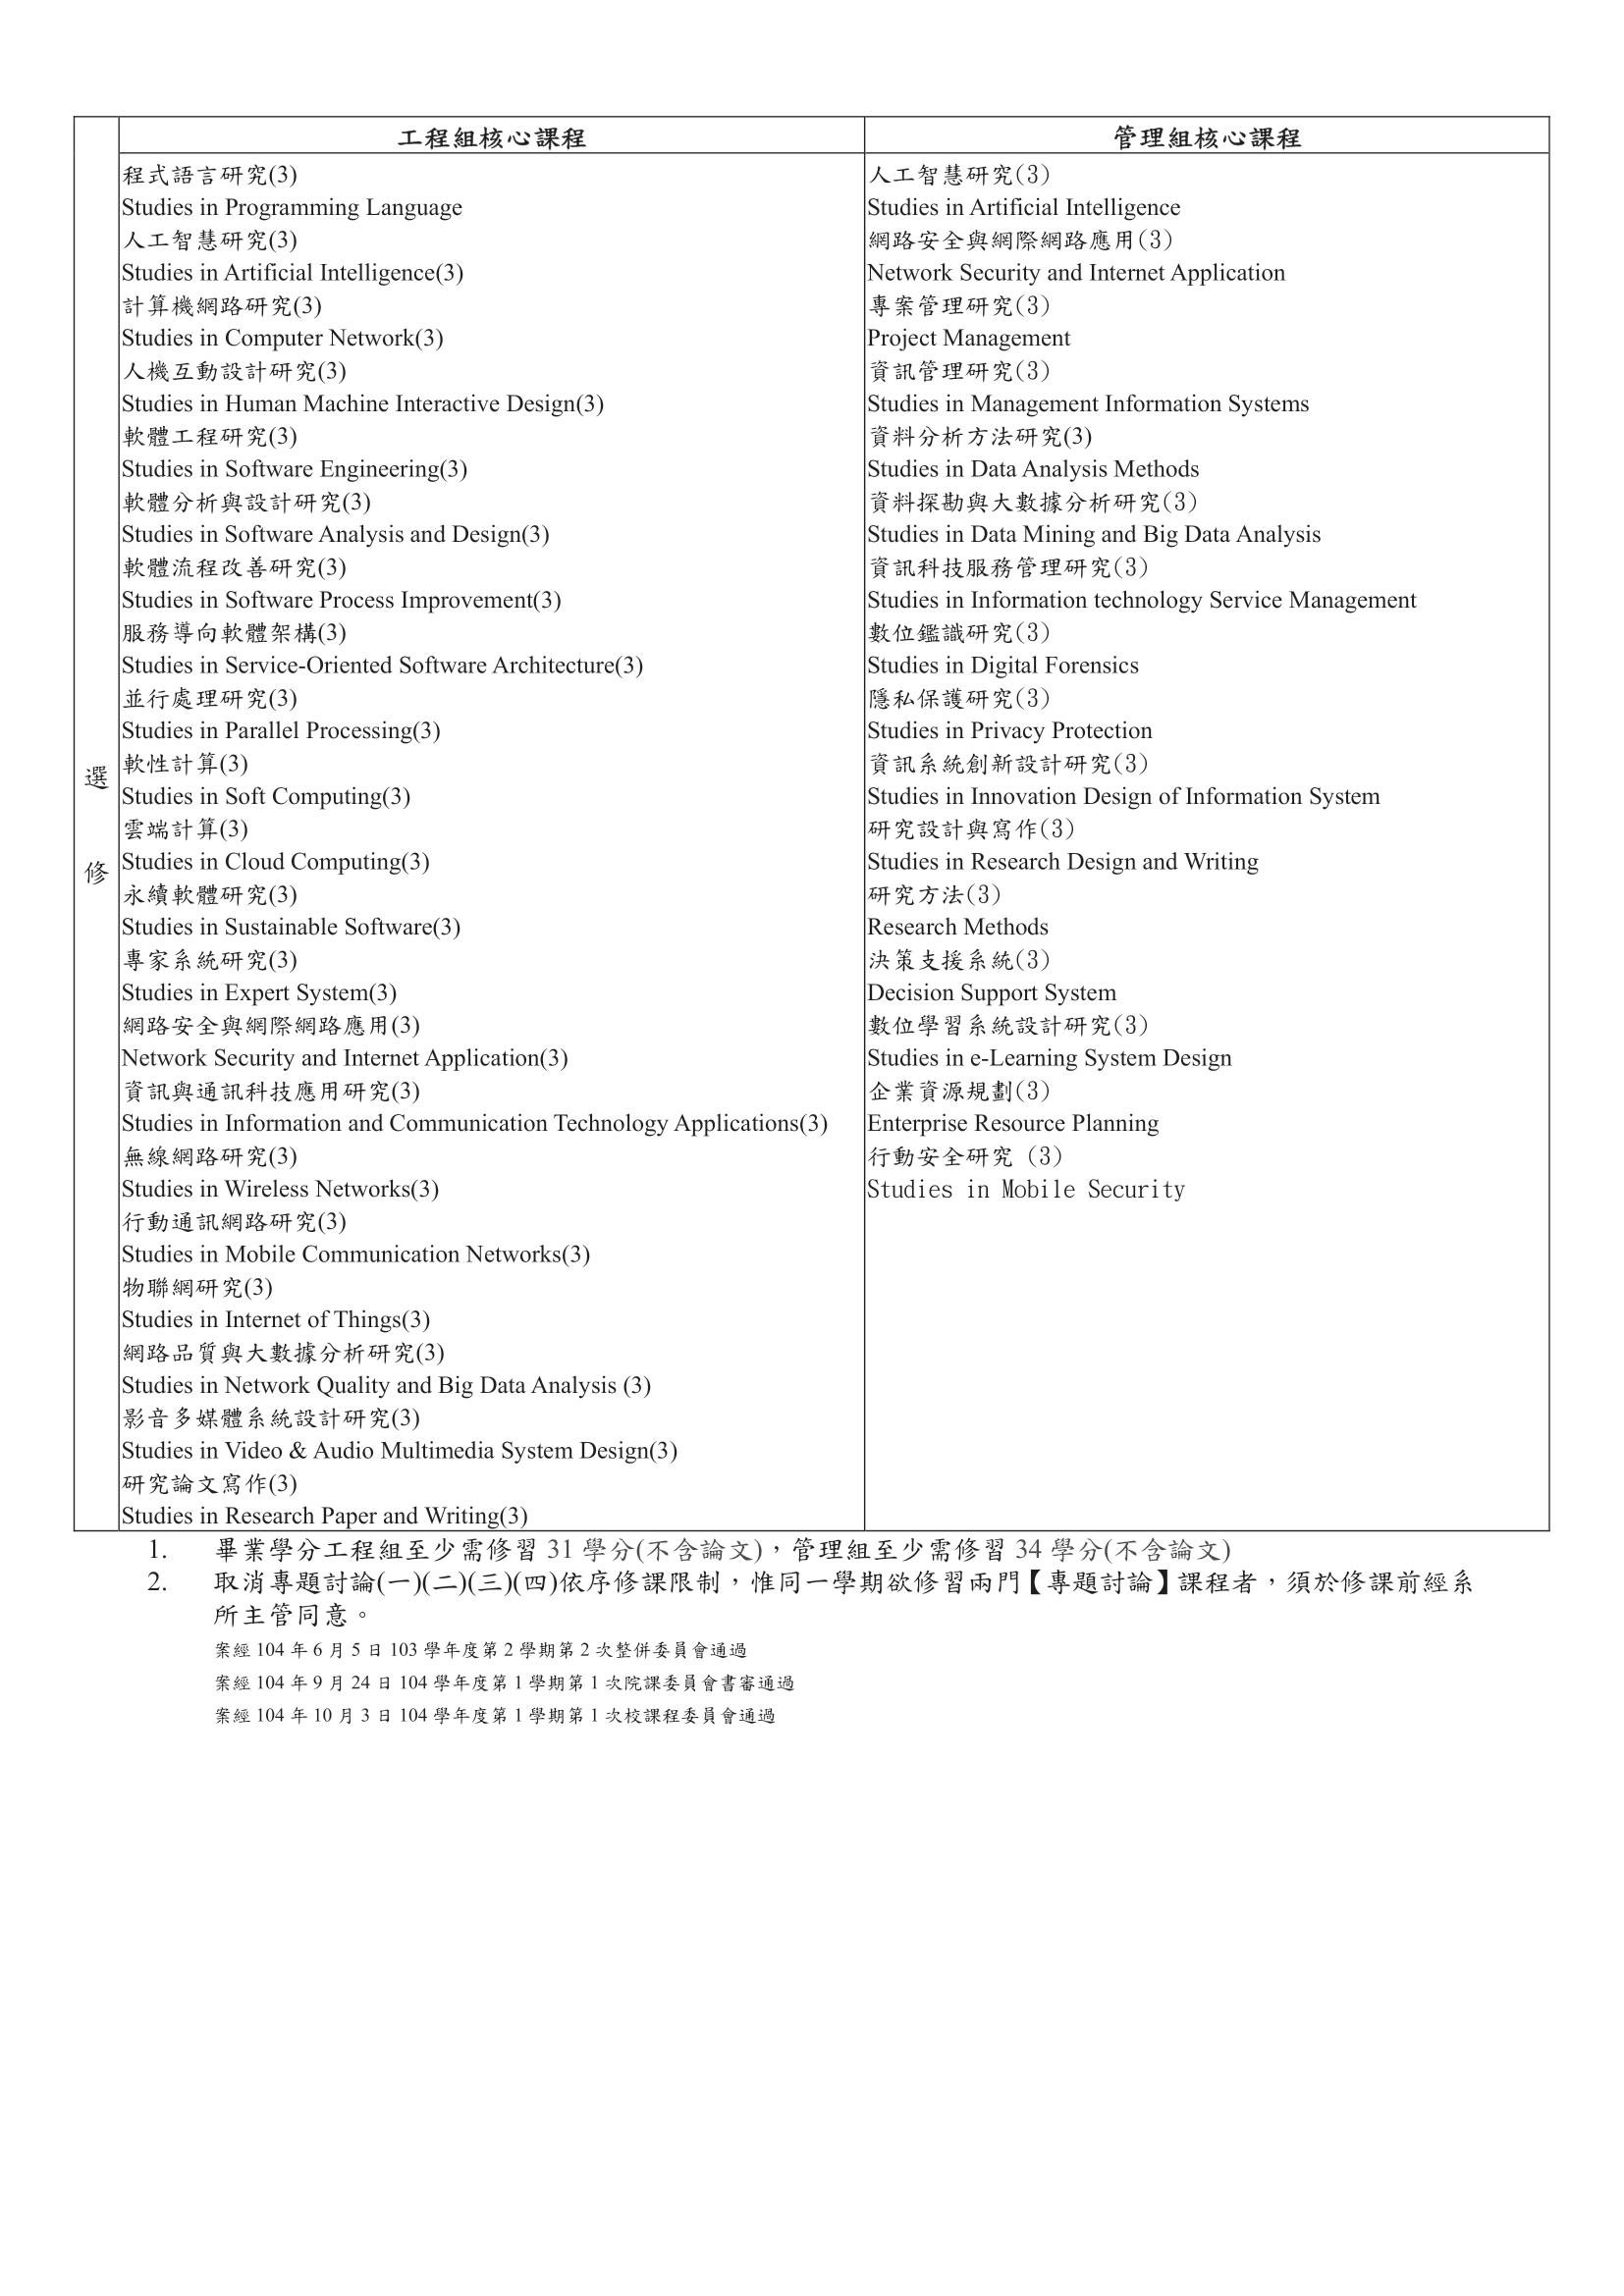 選
修
工程組核心課程
程式語言研究(3)
Studies in Programming Language
人工智慧研究(3)
Studies in Artificial Intelligence(3)
計算機網路研究(3)
Studies in Computer Network(3)
人機互動設計研究(3)
Studies in Human Machine Interactive Design(3)
軟體工程研究(3)
Studies in Software Engineering(3)
軟體分析與設計研究(3)
Studies in Software Analysis and Design(3)
軟體流程改善研究(3)
Studies in Software Process Improvement(3)
服務導向軟體架構(3)
Studies in Service-Oriented Software Architecture(3)
並行處理研究(3)
Studies in Parallel Processing(3)
軟性計算(3)
Studies in Soft Computing(3)
雲端計算(3)
Studies in Cloud Computing(3)
永續軟體研究(3)
Studies in Sustainable Software(3)
專家系統研究(3)
Studies in Expert System(3)
網路安全與網際網路應用(3)
Network Security and Internet Application(3)
資訊與通訊科技應用研究(3)
Studies in Information and Communication Technology Applications(3)
無線網路研究(3)
Studies in Wireless Networks(3)
行動通訊網路研究(3)
Studies in Mobile Communication Networks(3)
物聯網研究(3)
Studies in Internet of Things(3)
網路品質與大數據分析研究(3)
Studies in Network Quality and Big Data Analysis (3)
影音多媒體系統設計研究(3)
Studies in Video & Audio Multimedia System Design(3)
研究論文寫作(3)
Studies in Research Paper and Writing(3)
管理組核心課程
人工智慧研究(3)
Studies in Artificial Intelligence
網路安全與網際網路應用(3)
Network Security and Internet Application
專案管理研究(3)
Project Management
資訊管理研究(3)
Studies in Management Information Systems
資料分析方法研究(3)
Studies in Data Analysis Methods
資料探勘與大數據分析研究(3)
Studies in Data Mining and Big Data Analysis
資訊科技服務管理研究(3)
Studies in Information technology Service Management
數位鑑識研究(3)
Studies in Digital Forensics
隱私保護研究(3)
Studies in Privacy Protection
資訊系統創新設計研究(3)
Studies in Innovation Design of Information System
研究設計與寫作(3)
Studies in Research Design and Writing
研究方法(3)
Research Methods
決策支援系統(3)
Decision Support System
數位學習系統設計研究(3)
Studies in e-Learning System Design
企業資源規劃(3)
Enterprise Resource Planning
行動安全研究 (3)
Studies in Mobile Security
1. 畢業學分工程組至少需修習 31 學分(不含論文)，管理組至少需修習 34 學分(不含論文)
2. 取消專題討論(一)(二)(三)(四)依序修課限制，惟同一學期欲修習兩門【專題討論】課程者，須於修課前經系
所主管同意。
案經 104 年 6 月 5 日 103 學年度第 2 學期第 2 次整併委員會通過
案經 104 年 9 月 24 日 104 學年度第 1 學期第 1 次院課委員會書審通過
案經 104 年 10 月 3 日 104 學年度第 1 學期第 1 次校課程委員會通過